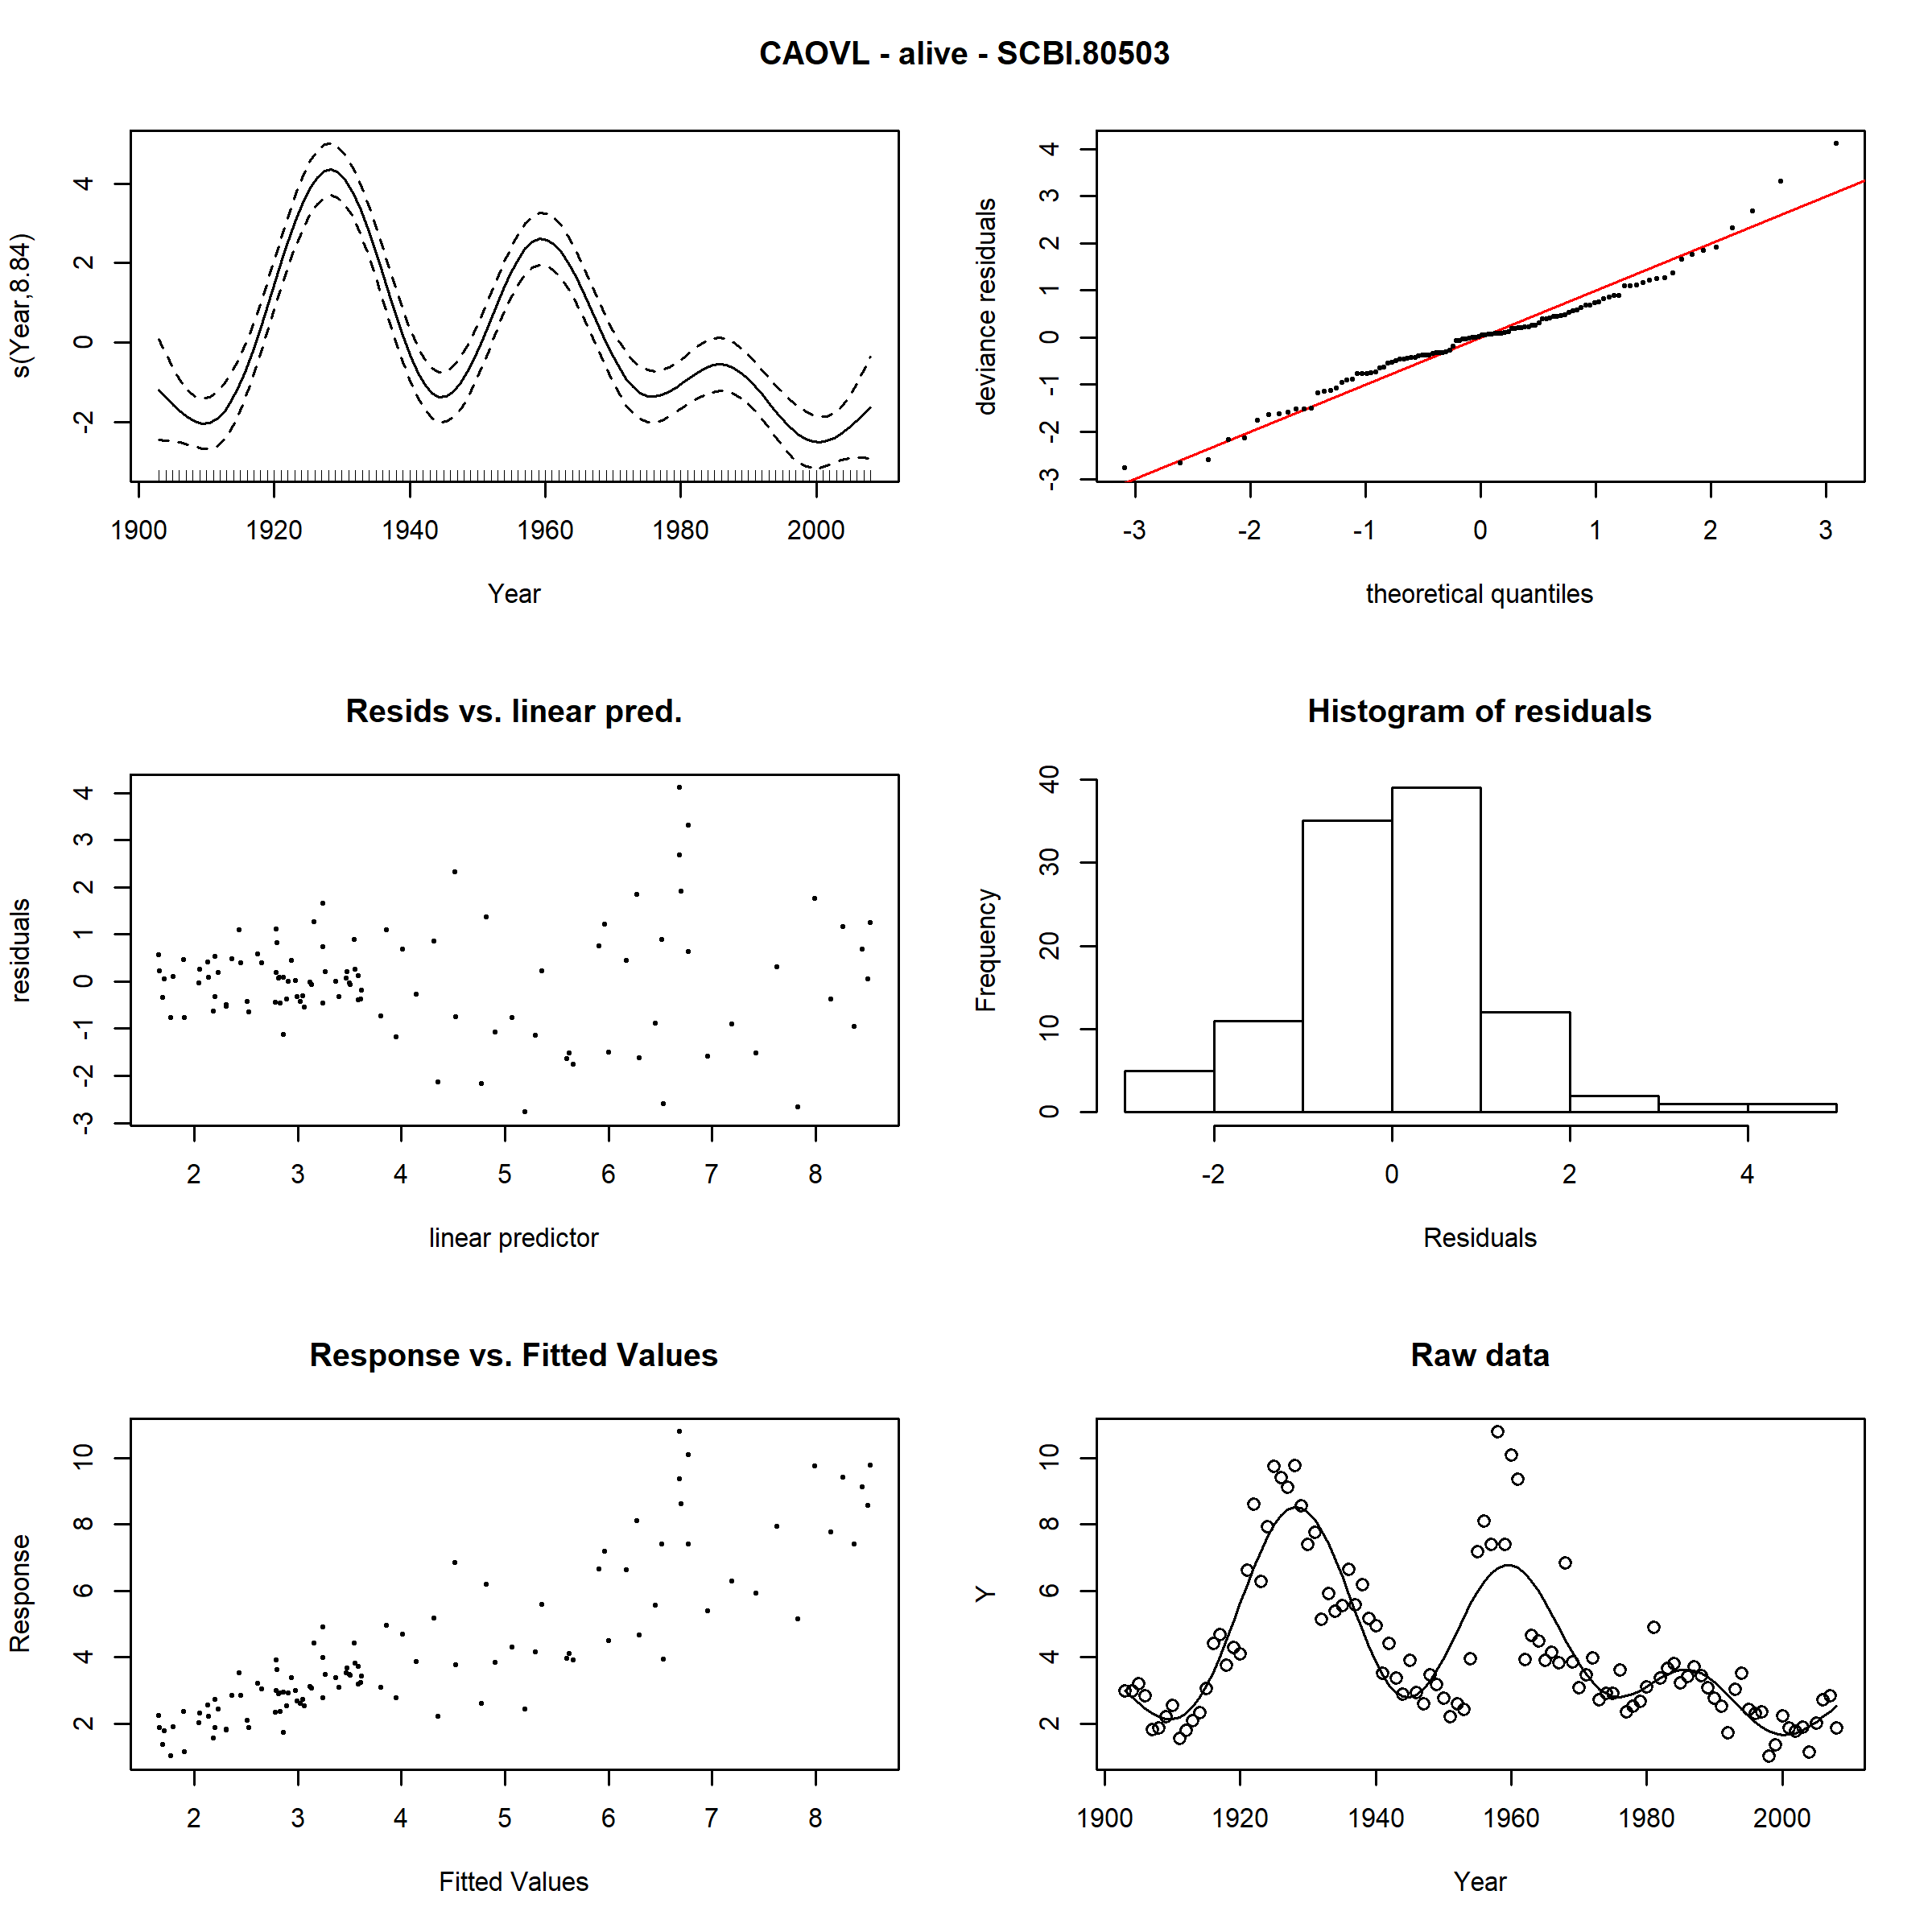 CAOVL - alive - SCBI.80503
s(Year,8.84)
4
2
0
-2
1900 1920 1940 1960 1980 2000
Year
deviance residuals
4
3
2
1
0
-1
-2
-3
-3 -2 -1 0 1 2 3
theoretical quantiles
Resids vs. linear pred.
residuals
4
3
2
1
0
-1
-2
-3
2 3 4 5 6 7 8
linear predictor
Histogram of residuals
Frequency
40
30
20
10
0
-2 0 2 4
Residuals
Response vs. Fitted Values
Response
10
8
6
4
2
2 3 4 5 6 7 8
Fitted Values
Raw data
Y
10
8
6
4
2
1900 1920 1940 1960 1980 2000
Year